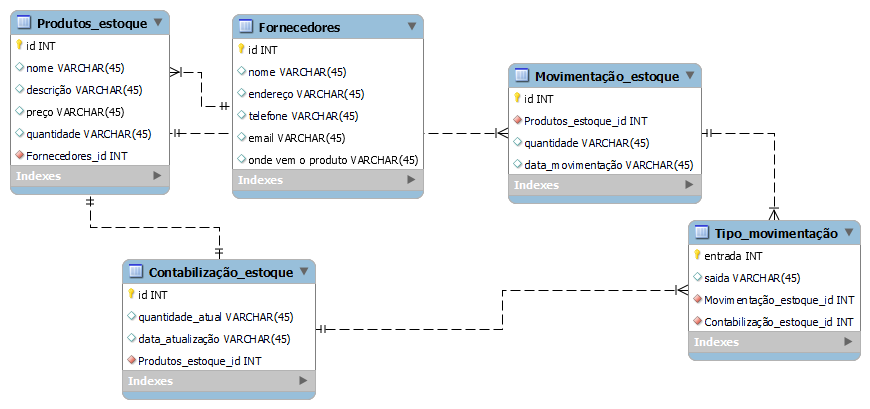 Produtos_estoque
id INT
nome VARCHAR(45)
descrição VARCHAR(45)
preço VARCHAR(45)
quantidade VARCHAR(45)
Fornecedores_id INT
Indexes
Fornecedores
id INT
nome VARCHAR(45)
endereço VARCHAR(45)
telefone VARCHAR(45)
email VARCHAR(45)
onde vem o produto VARCHAR(45)
Indexes
Movimentação_estoque
id INT
Produtos_estoque_id INT
quantidade VARCHAR(45)
data_movimentação VARCHAR(45)
Indexes
Contabilização_estoque
id INT
quantidade_atual VARCHAR(45)
data_atualização VARCHAR(45)
Produtos_estoque_id INT
Indexes
Tipo_movimentação
entrada INT
saida VARCHAR(45)
Movimentação_estoque_id INT
Contabilização_estoque_id INT
Indexes